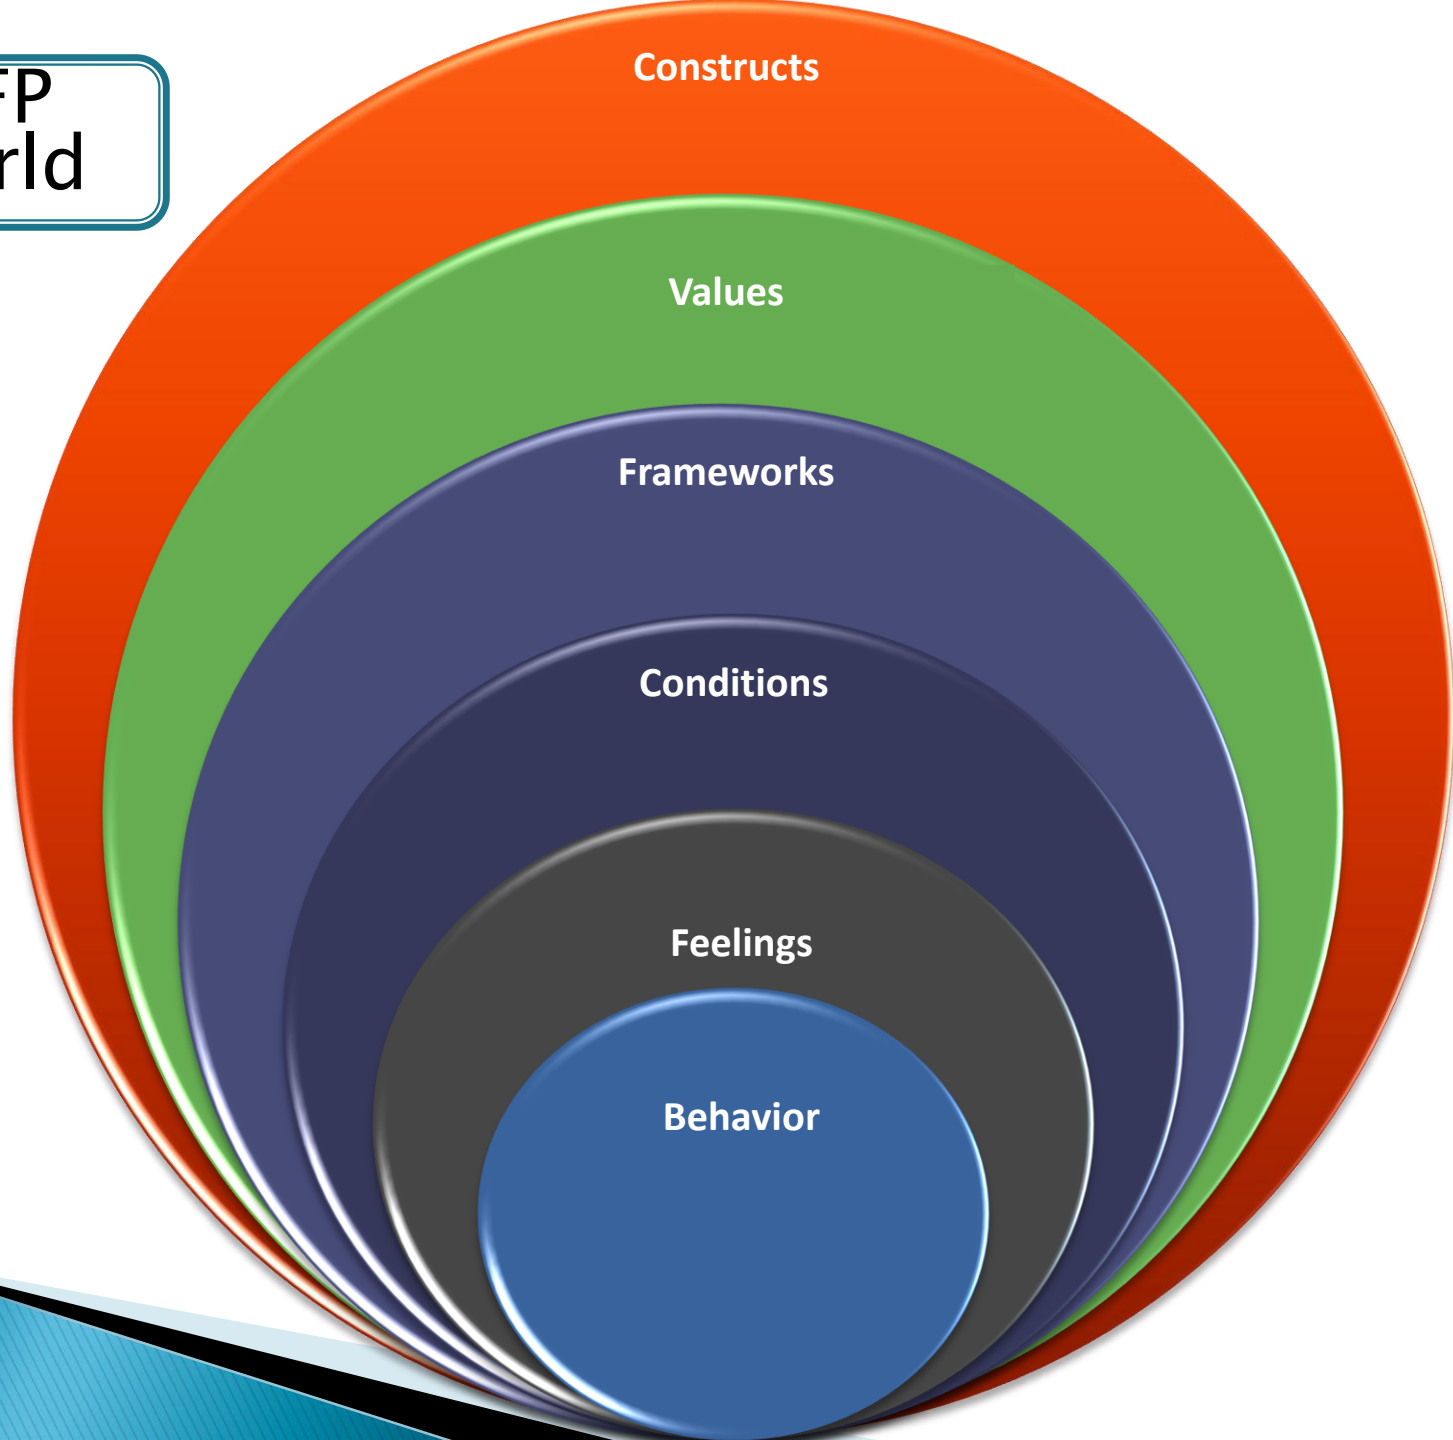 FP
rld
Constructs
Values
Frameworks
Conditions
Feelings
Behavior